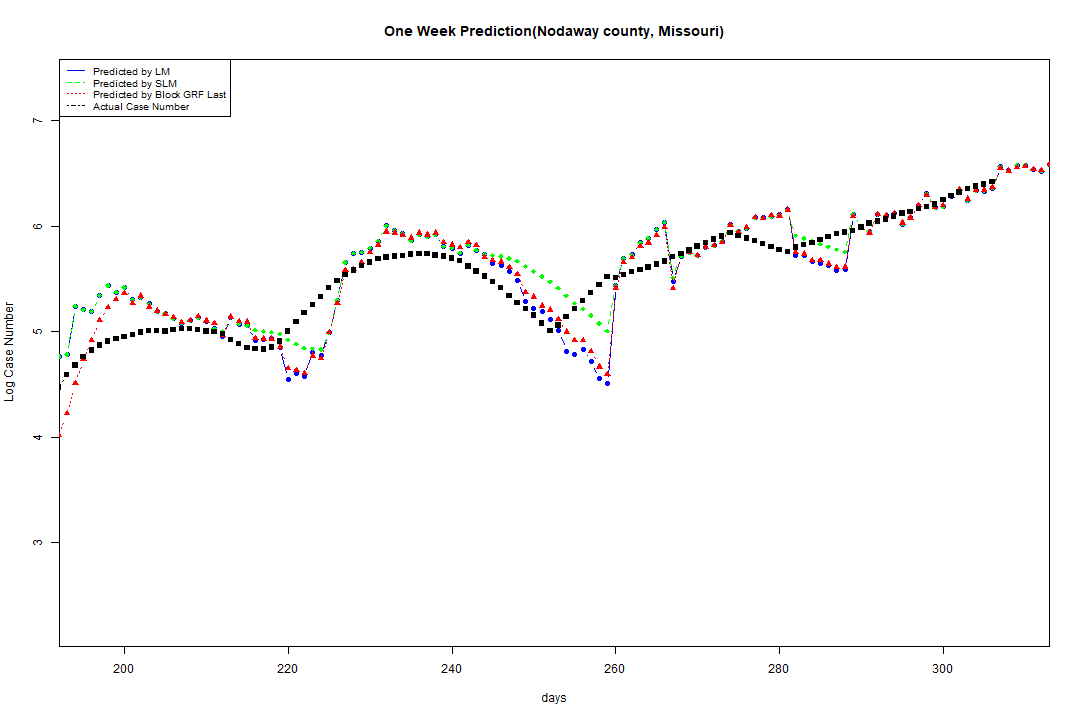 One Week Prediction(Nodaway county, Missouri)
Predicted by LM
Predicted by SLM
Predicted by Block GRF Last
Actual Case Number
7
6
5
4
3
Log Case Number
200 220 240 260 280 300
days